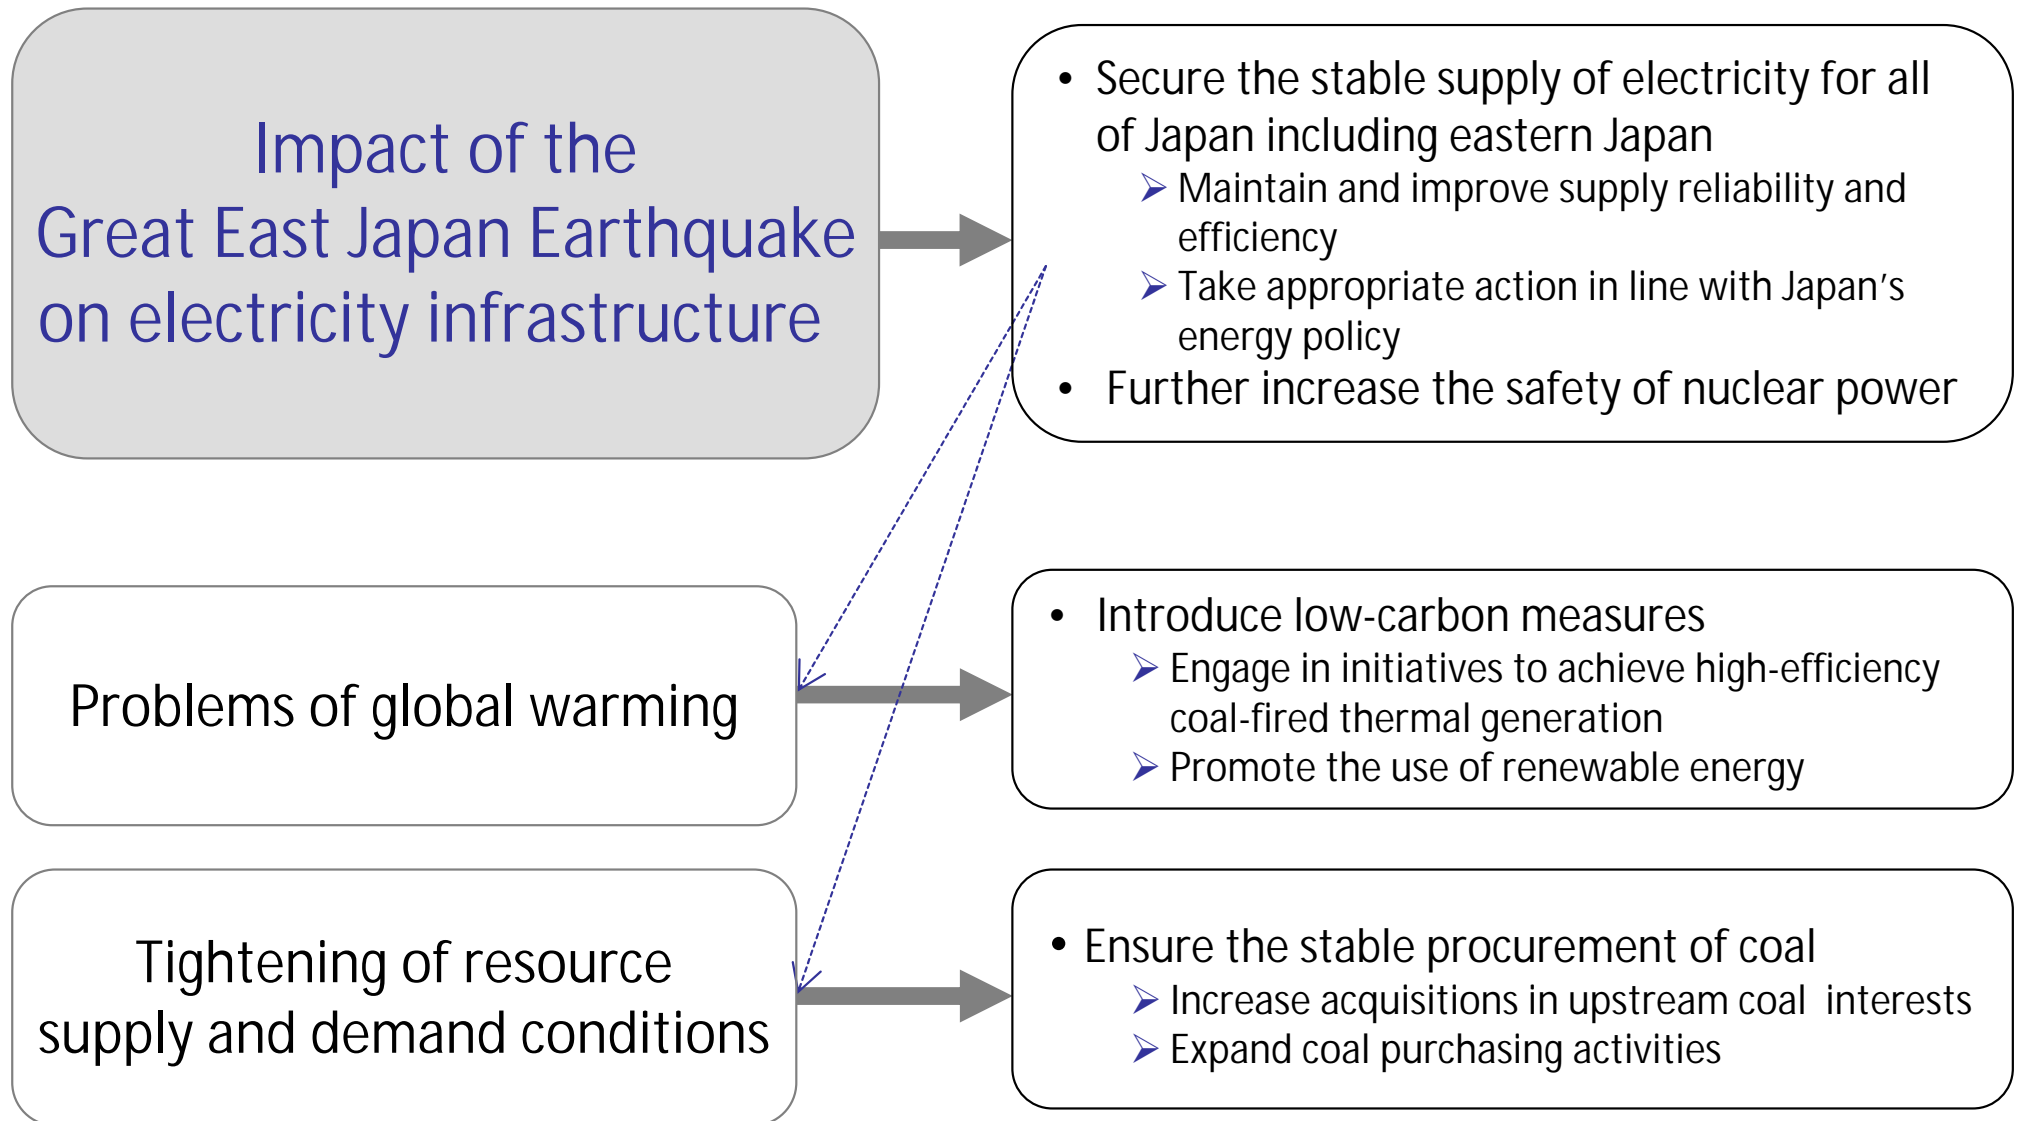 Impact of the
Great East Japan Earthquake
on electricity infrastructure
• Secure the stable supply of electricity for all
of Japan including eastern Japan
➢ Maintain and improve supply reliability and
efficiency
➢ Take appropriate action in line with Japan’s
energy policy
• Further increase the safety of nuclear power
Problems of global warming
• Introduce low-carbon measures
➢ Engage in initiatives to achieve high-efficiency
coal-fired thermal generation
➢ Promote the use of renewable energy
Tightening of resource
supply and demand conditions
• Ensure the stable procurement of coal
➢ Increase acquisitions in upstream coal interests
➢ Expand coal purchasing activities